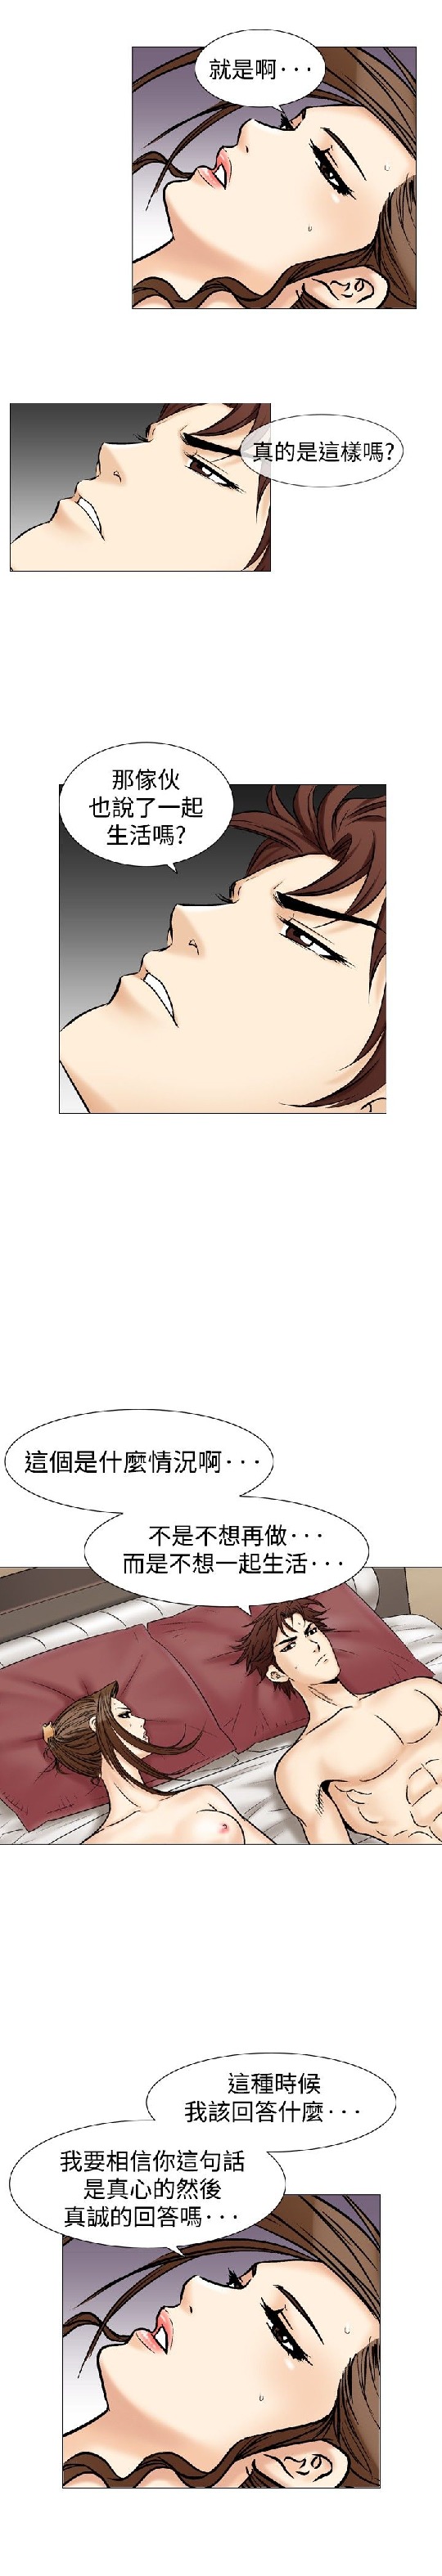 就是啊···
真的是這樣嗎?
那傢伙
也說了一起
生活嗎?
這個是什麼情況啊···
不是不想再做···
而是不想一起生活···
這種時候
我該回答什麼···
我要相信你這句話
是真心的然後
真誠的回答嗎···